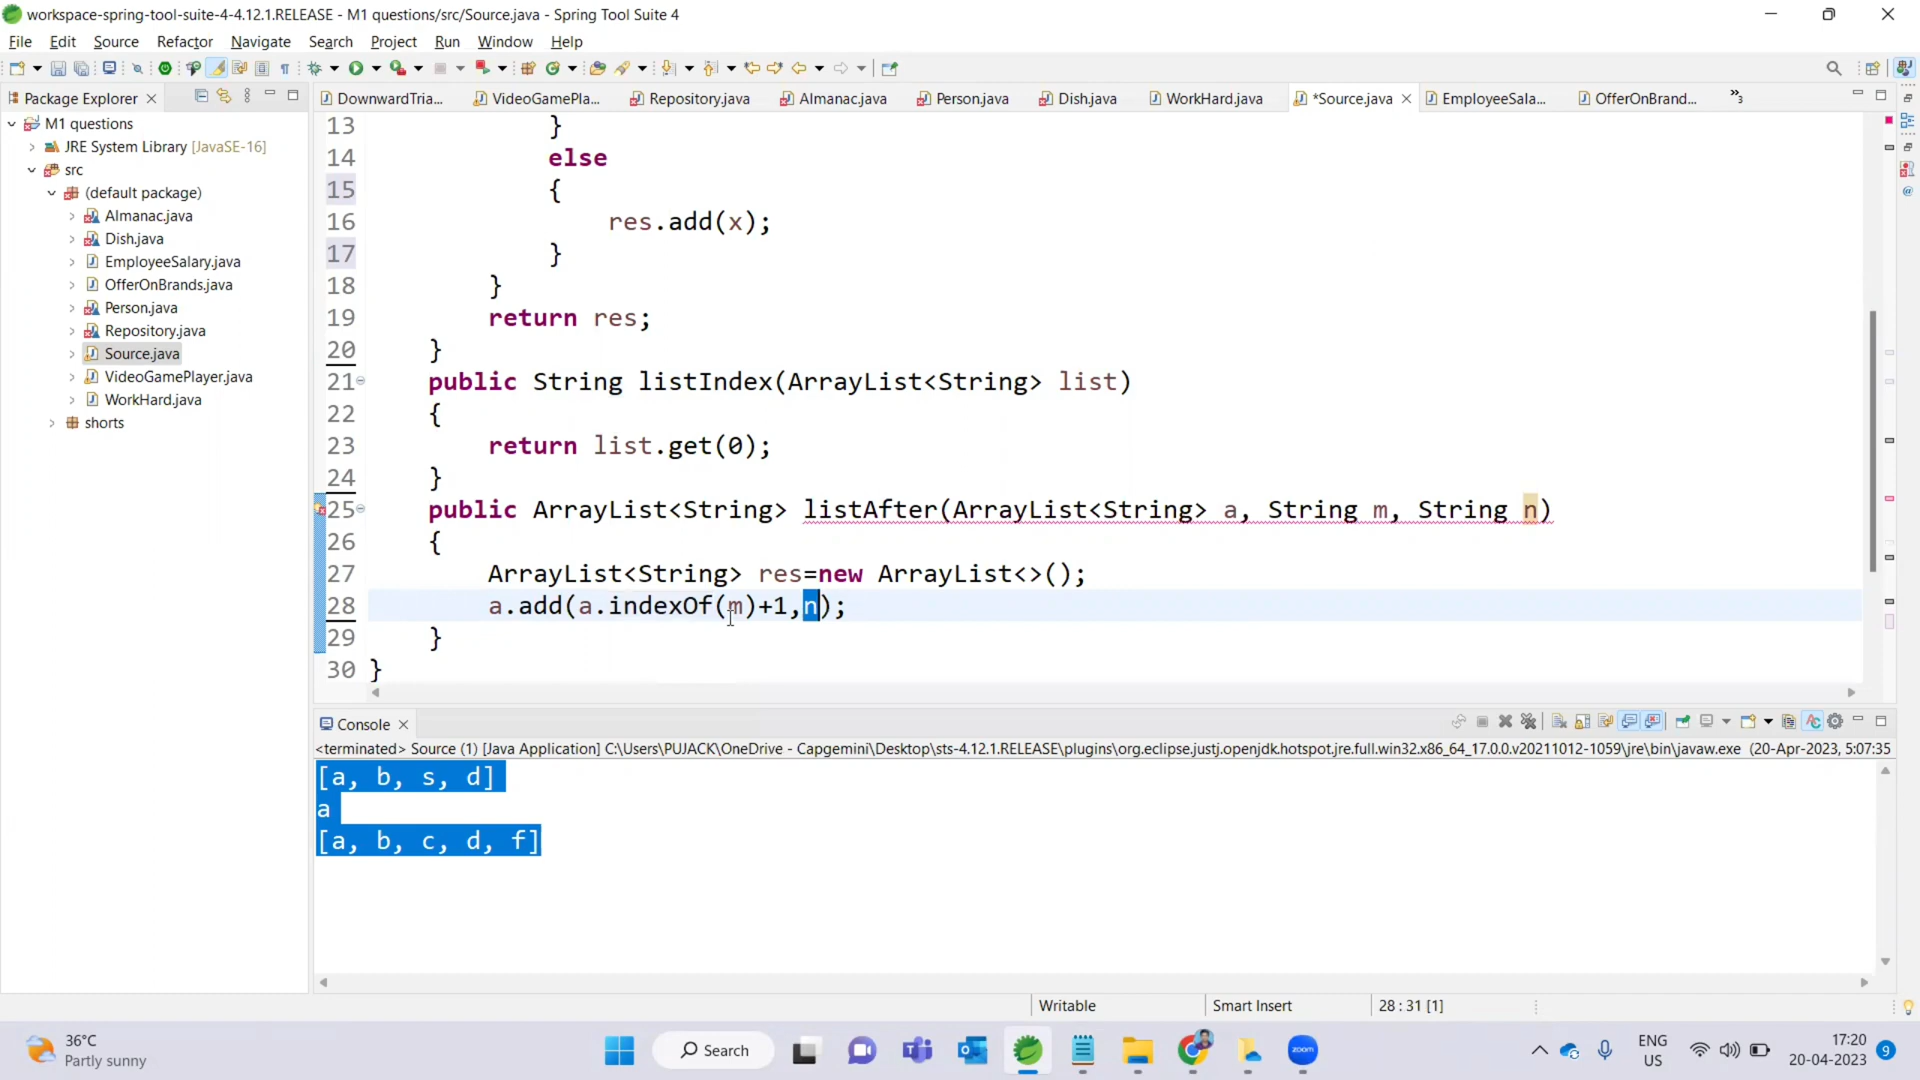 workspace-spring-tool-suite-4-4.12.1.RELEASE - M1 questions/src/Source.java - Spring Tool Suite 4
File Edit Source Refactor Navigate Search Project Run Window Help
Package Explorer
DowndwardTria... VideoGamePla... Repository.java Almanac.java Person.java Dish.java WorkHard.java *Source.java EmployeeSala... OfferOnBrand... »3
M1 questions
JRE System Library [JavaSE-16]
src
(default package)
Almanac.java
Dish.java
EmployeeSalary.java
OfferOnBrands.java
Person.java
Repository.java
Source.java
VideoGamePlayer.java
WorkHard.java
shorts
13 }
14 else
15 {
16 res.add(x);
17 }
18 }
19 return res;
20 }
21 public String listIndex(ArrayList<String> list)
22 {
23 return list.get(0);
24 }
25 public ArrayList<String> listAfter(ArrayList<String> a, String m, String n)
26 {
27 ArrayList<String> res=new ArrayList<>();
28 a.add(a.indexOf(m)+1,n);
29 }
30 }
Console
<terminated> Source (1) [Java Application] C:\Users\PUJACK\OneDrive - Capgemini\Desktop\sts-4.12.1.RELEASE\plugins\org.eclipse.justj.openjdk.hotspot.jre.full.win32.x86_64_17.0.0.v20211012-1059\jre\bin\javaw.exe (20-Apr-2023, 5:07:35
[a, b, s, d]
a
[a, b, c, d, f]
Writable Smart Insert 28 : 31 [1]
36°C
Partly sunny
Search
zoom
ENG
US
17:20
20-04-2023
9